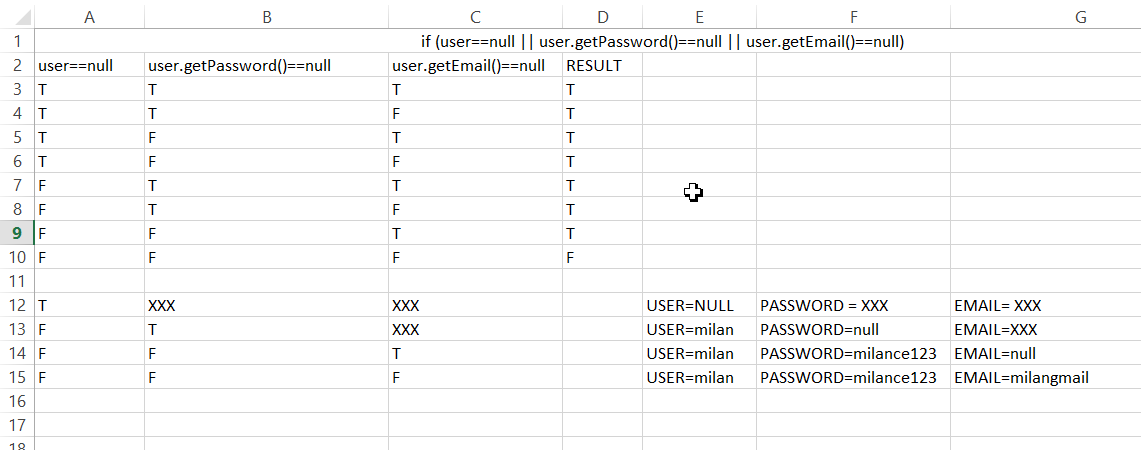 A B C D E F G
1 if (user==null || user.getPassword()==null || user.getEmail()==null)
2 user==null user.getPassword()==null user.getEmail()==null RESULT
3 T T T T
4 T T F T
5 T F T T
6 T F F T
7 F T T T
8 F T F T
9 F F T T
10 F F F F
11
12 T XXX XXX USER=NULL PASSWORD = XXX EMAIL= XXX
13 F T XXX USER=milan PASSWORD=null EMAIL=XXX
14 F F T USER=milan PASSWORD=milance123 EMAIL=null
15 F F F USER=milan PASSWORD=milance123 EMAIL=milangmail
16
17
18